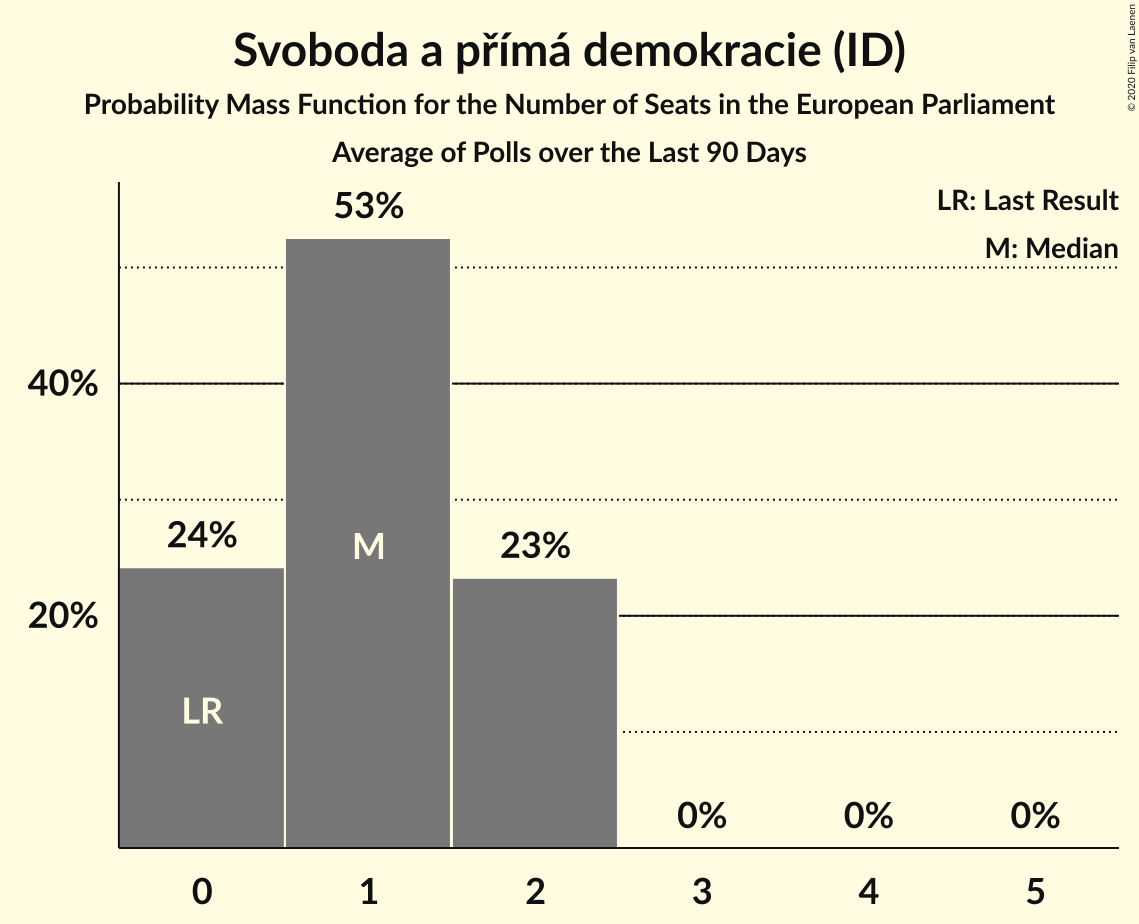 Svoboda a přímá demokracie (ID)
Probability Mass Function for the Number of Seats in the European Parliament
Average of Polls over the Last 90 Days
© 2020 Filip van Laenen
LR: Last Result
M: Median
53%
40%
24%
M
23%
20%
LR
0% 0% 0%
0 1 2 3 4 5